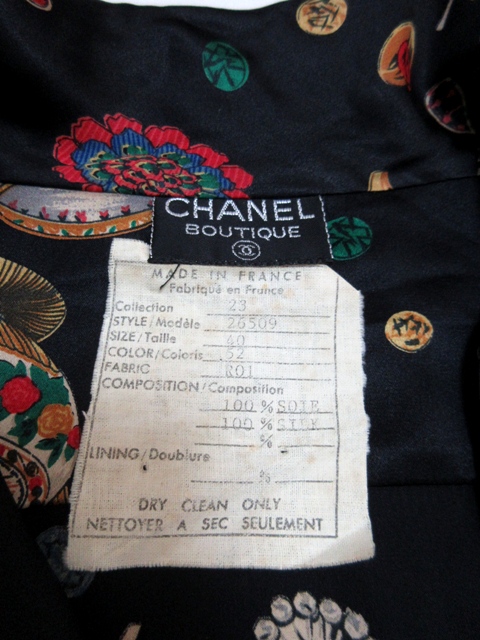 CHANEL
BOUTIQUE
MADE IN FRANCE
Fabriqué en France
Collection 23
STYLE/Modèle 26509
SIZE/Taille 40
COLOR/Coloris 52
FABRIC R01
COMPOSITION/Composition
100 % SOIE
100 % SILK
%
LINING/Doublure
%
DRY CLEAN ONLY
NETTOYER A SEC SEULEMENT